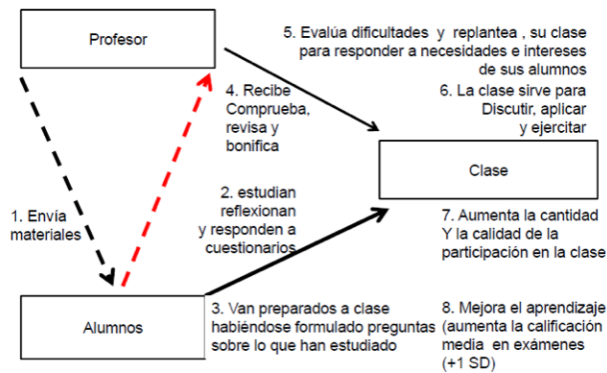 Profesor
5. Evalúa dificultades y replantea , su clase
para responder a necesidades e intereses
de sus alumnos
4. Recibe
Comprueba,
revisa y
bonifica
6. La clase sirve para
Discutir, aplicar
y ejercitar
Clase
1. Envía
materiales
2. estudian
reflexionan
y responden a
cuestionarios
7. Aumenta la cantidad
Y la calidad de la
participación en la clase
Alumnos
3. Van preparados a clase
habiéndose formulado preguntas
sobre lo que han estudiado
8. Mejora el aprendizaje
(aumenta la calificación
media en exámenes
(+1 SD)